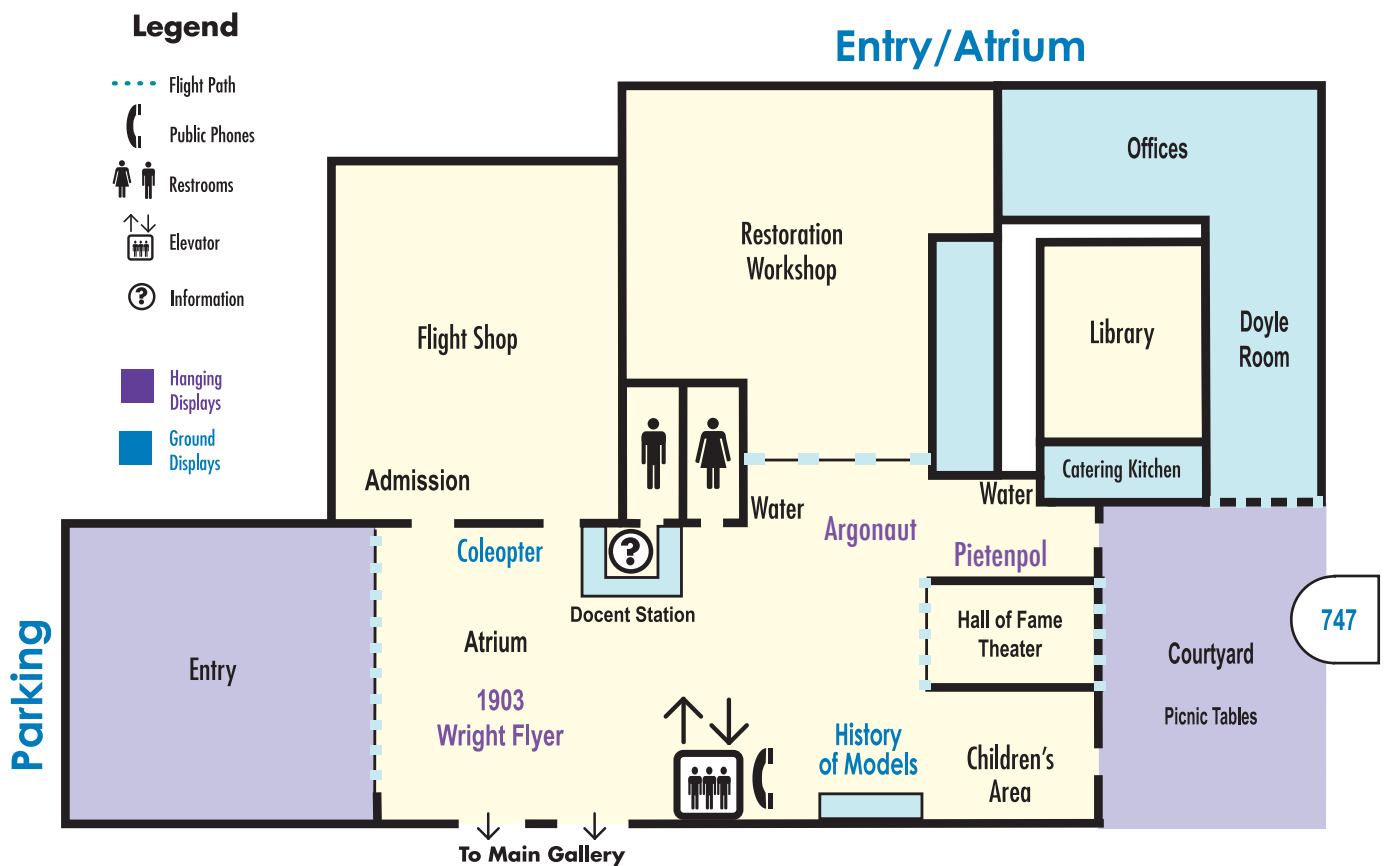 Legend
Flight Path
Public Phones
Restrooms
Elevator
?
Information
Hanging
Displays
Ground
Displays
Entry/Atrium
Offices
Restoration
Workshop
Flight Shop
Library
Doyle
Room
Catering Kitchen
Admission
Water
Water
Argonaut
Coleopter
?
Pietenpol
Docent Station
Hall of Fame
Theater
747
Parking
Entry
Atrium
Courtyard
1903
Wright Flyer
Picnic Tables
History
of Models
Children's
Area
To Main Gallery